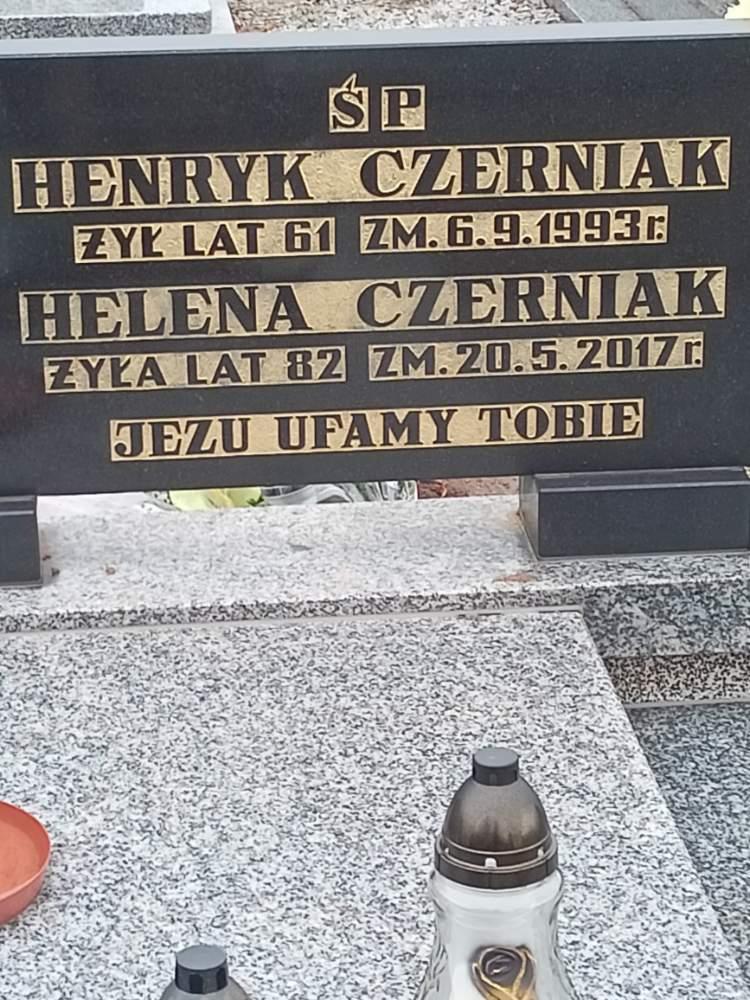 ŚP
HENRYK CZERNIAK
ŻYŁ LAT 61 ZM. 6.9.1993 r.
HELENA CZERNIAK
ŻYŁA LAT 82 ZM. 20.5.2017 r.
JEZU UFAMY TOBIE